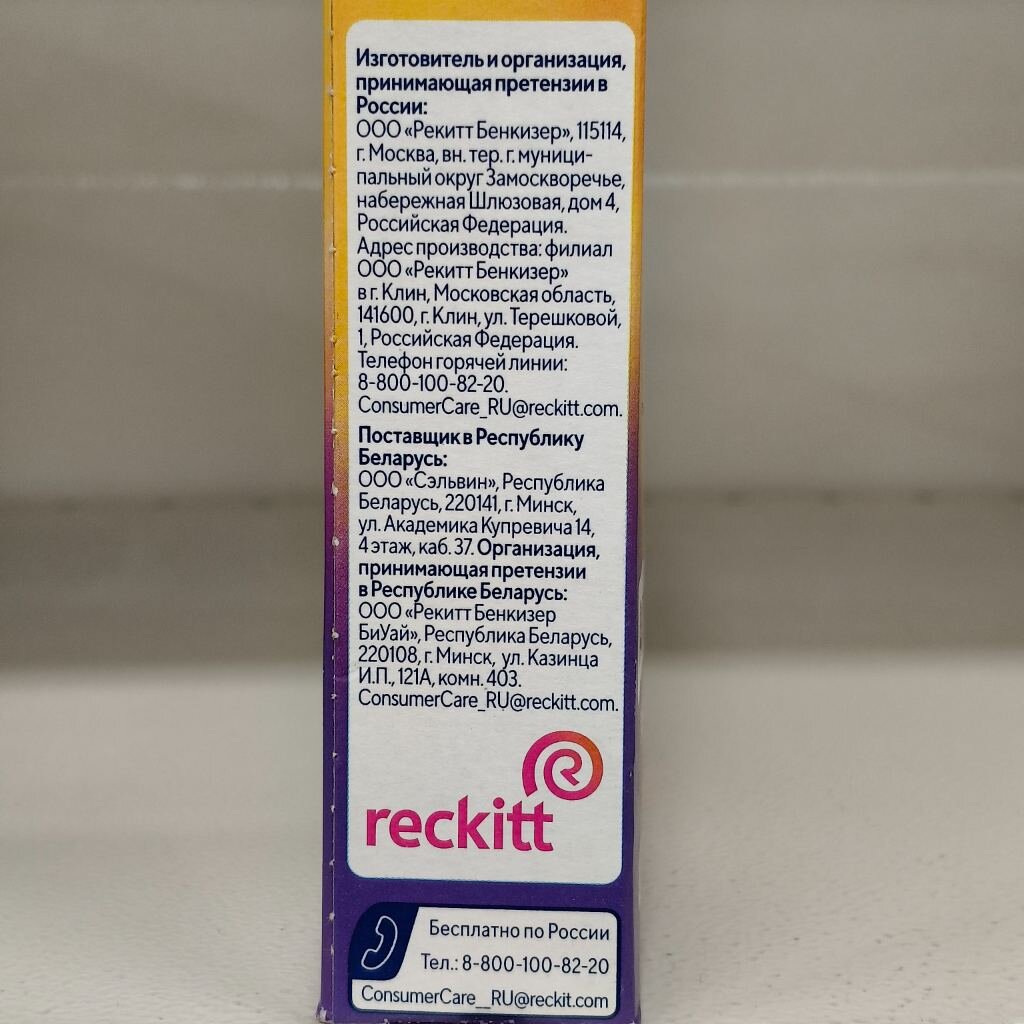 Изготовитель и организация,
принимающая претензии в
России:
ООО «Рекитт Бенкизер», 115114,
г. Москва, вн. тер. г. муници-
пальный округ Замоскворечье,
набережная Шлюзовая, дом 4,
Российская Федерация.
Адрес производства: филиал
ООО «Рекитт Бенкизер»
в г. Клин, Московская область,
141600, г. Клин, ул. Терешковой,
1, Российская Федерация.
Телефон горячей линии:
8-800-100-82-20.
ConsumerCare_RU@reckitt.com.
Поставщик в Республику
Беларусь:
ООО «Сэльвин», Республика
Беларусь, 220141, г. Минск,
ул. Академика Купревича 14,
4 этаж, каб. 37. Организация,
принимающая претензии
в Республике Беларусь:
ООО «Рекитт Бенкизер
БиУай», Республика Беларусь,
220108, г. Минск, ул. Казинца
И.П., 121А, комн. 403.
ConsumerCare_RU@reckitt.com.
reckitt
Бесплатно по России
Тел.: 8-800-100-82-20
ConsumerCare__RU@reckit.com